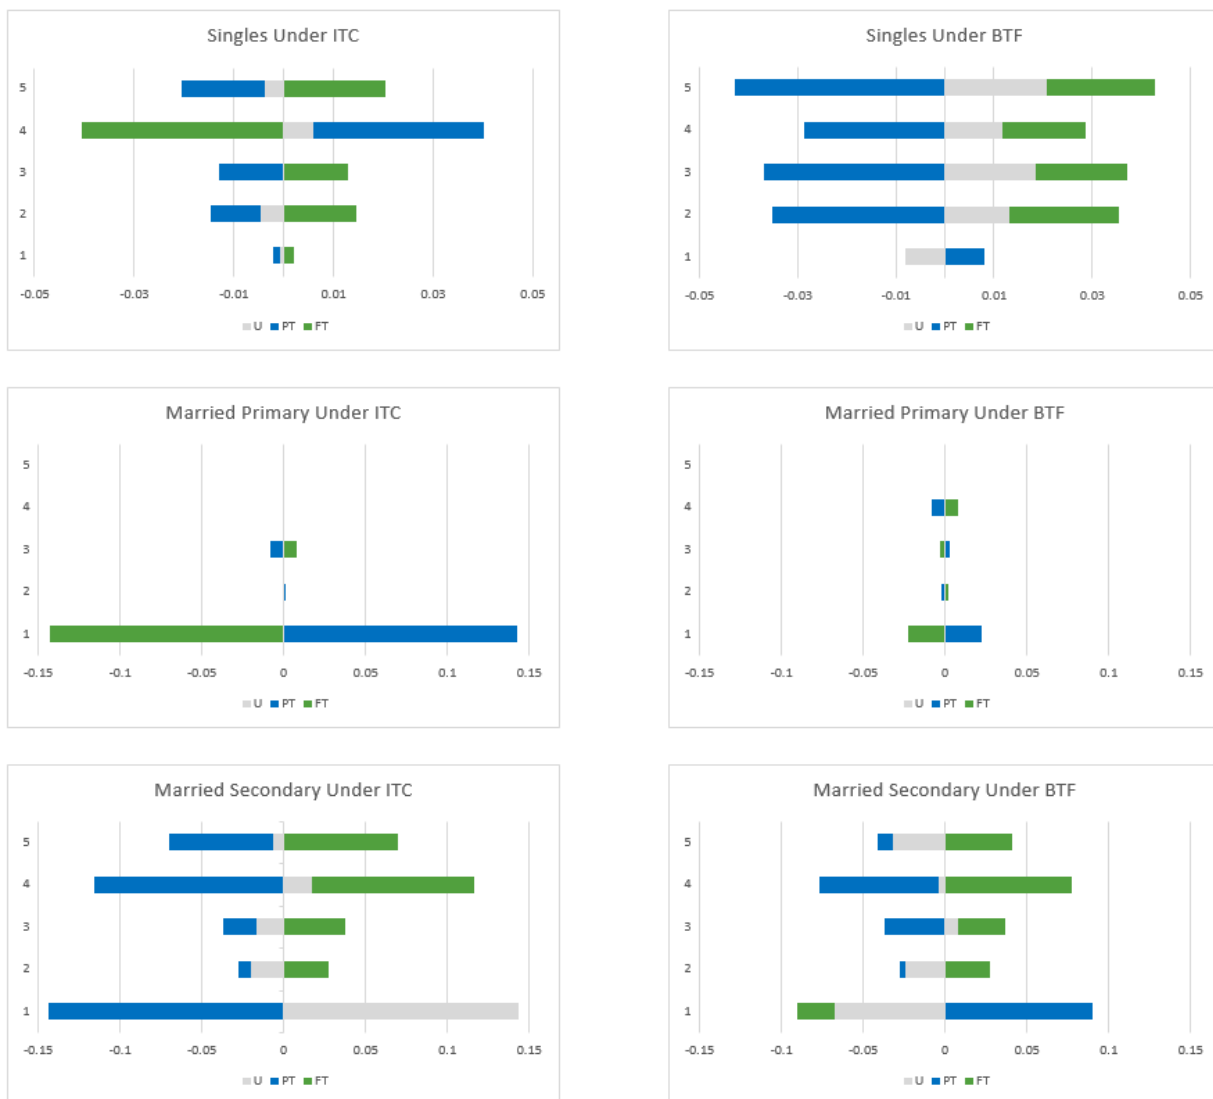 Singles Under ITC
5
4
3
2
1
-0.05 -0.03 -0.01 0.01 0.03 0.05
U PT FT
Singles Under BTF
5
4
3
2
1
-0.05 -0.03 -0.01 0.01 0.03 0.05
U PT FT
Married Primary Under ITC
5
4
3
2
1
-0.15 -0.1 -0.05 0 0.05 0.1 0.15
U PT FT
Married Primary Under BTF
5
4
3
2
1
-0.15 -0.1 -0.05 0 0.05 0.1 0.15
U PT FT
Married Secondary Under ITC
5
4
3
2
1
-0.15 -0.1 -0.05 0 0.05 0.1 0.15
U PT FT
Married Secondary Under BTF
5
4
3
2
1
-0.15 -0.1 -0.05 0 0.05 0.1 0.15
U PT FT